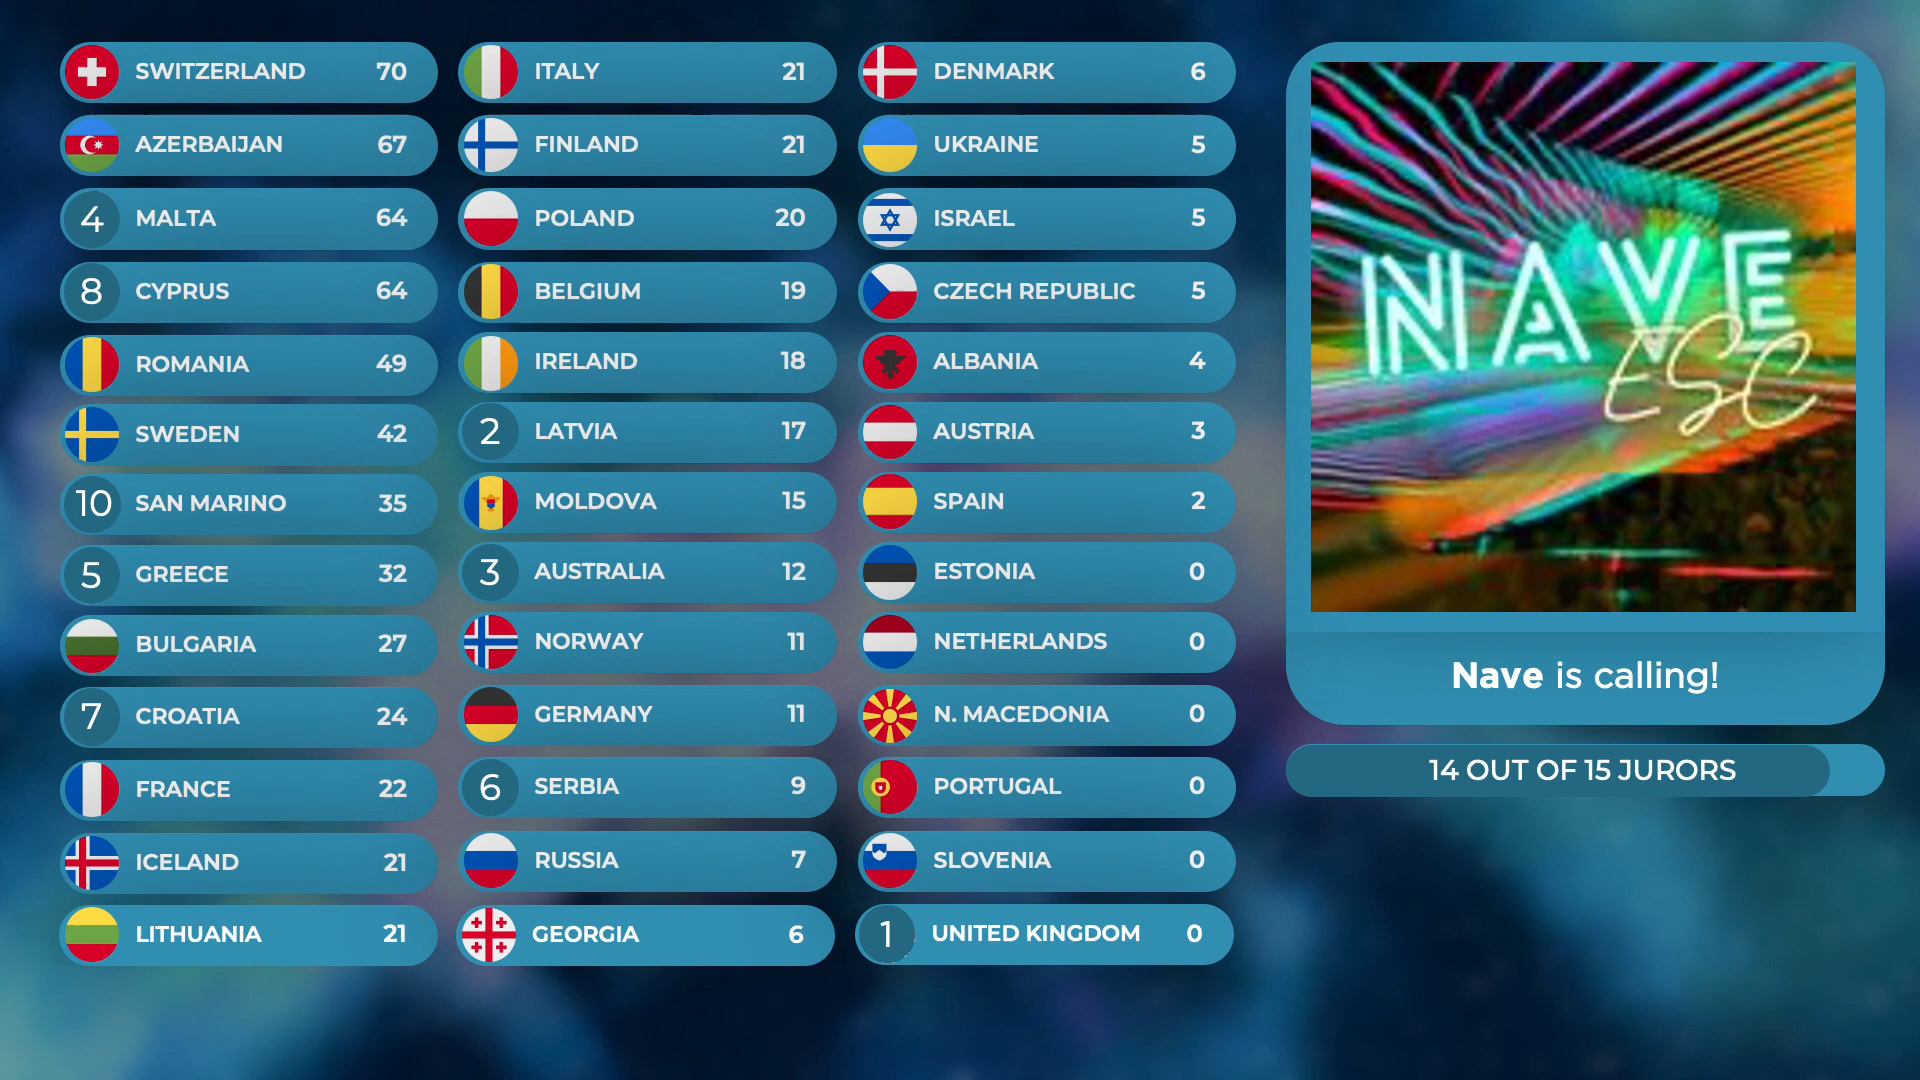 SWITZERLAND 70
AZERBAIJAN 67
4 MALTA 64
8 CYPRUS 64
ROMANIA 49
SWEDEN 42
10 SAN MARINO 35
5 GREECE 32
BULGARIA 27
7 CROATIA 24
FRANCE 22
ICELAND 21
LITHUANIA 21
ITALY 21
FINLAND 21
POLAND 20
BELGIUM 19
IRELAND 18
2 LATVIA 17
MOLDOVA 15
3 AUSTRALIA 12
NORWAY 11
GERMANY 11
6 SERBIA 9
RUSSIA 7
GEORGIA 6
DENMARK 6
UKRAINE 5
ISRAEL 5
CZECH REPUBLIC 5
ALBANIA 4
AUSTRIA 3
SPAIN 2
ESTONIA 0
NETHERLANDS 0
N. MACEDONIA 0
PORTUGAL 0
SLOVENIA 0
1 UNITED KINGDOM 0
NAVE
ESC
Nave is calling!
14 OUT OF 15 JURORS